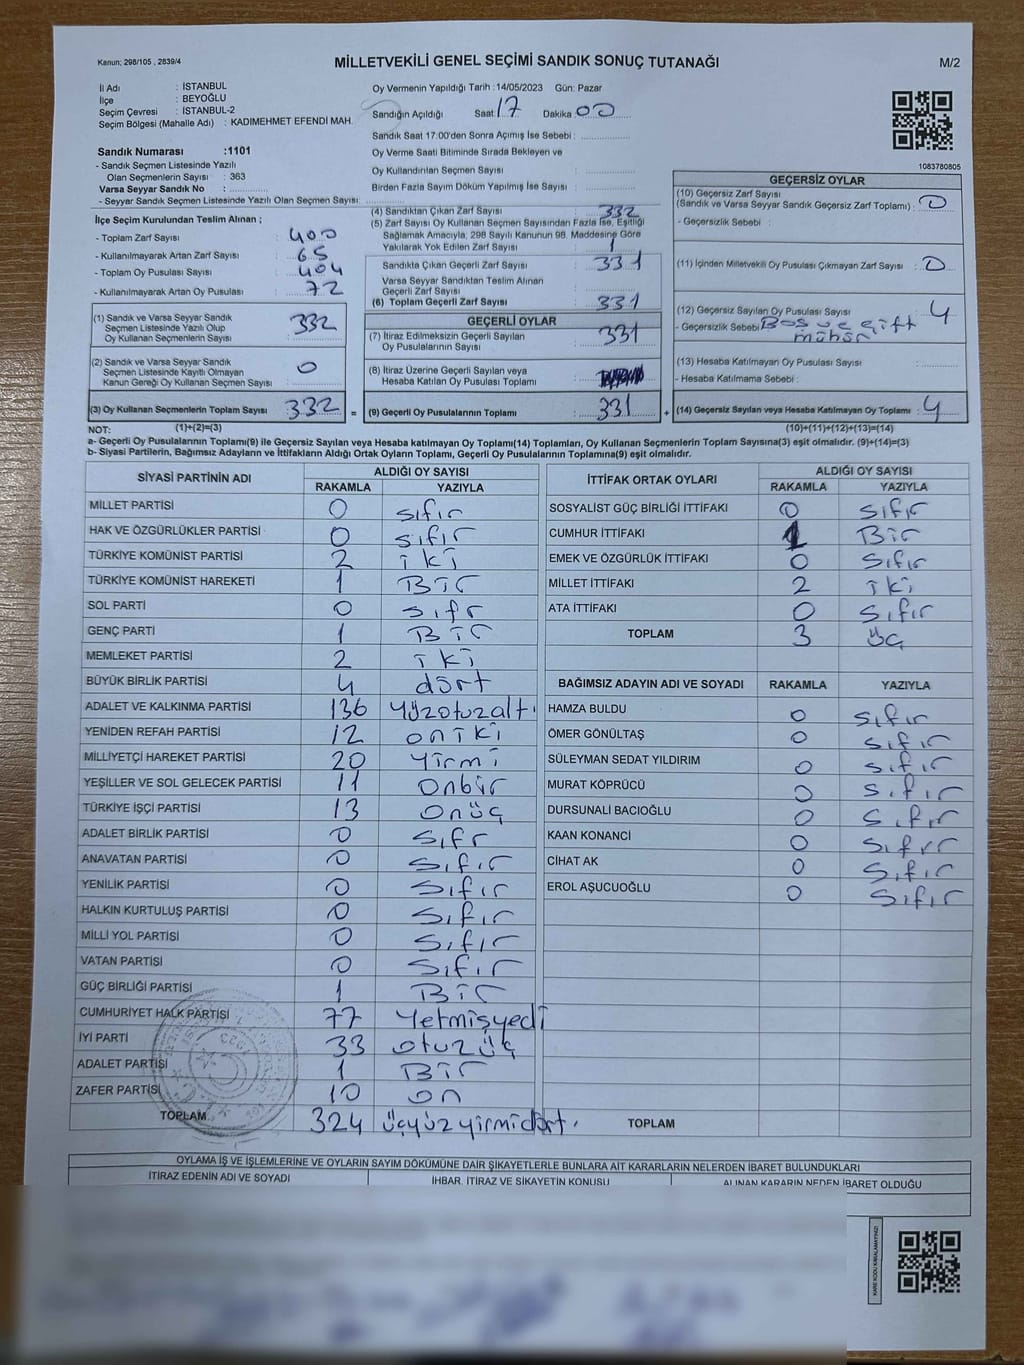 Kanun; 298/105 , 2839/4
MİLLETVEKİLİ GENEL SEÇİMİ SANDIK SONUÇ TUTANAĞI
M/2
İl Adı : İSTANBUL
İlçe : BEYOĞLU
Seçim Çevresi : İSTANBUL-2
Seçim Bölgesi (Mahalle Adı) : KADIMEHMET EFENDİ MAH.
Oy Vermenin Yapıldığı Tarih : 14/05/2023 Gün: Pazar
Sandığın Açıldığı Saat 17 Dakika 00
Sandık Saat 17:00'den Sonra Açımış İse Sebebi :
Oy Verme Saati Bitiminde Sırada Bekleyen ve
Oy Kullandırılan Seçmen Sayısı
Birden Fazla Sayım Döküm Yapılmış İse Sayısı :
1083780805
Sandık Numarası :1101
- Sandık Seçmen Listesinde Yazılı
Olan Seçmenlerin Sayısı : 363
Varsa Seyyar Sandık No :
- Seyyar Sandık Seçmen Listesinde Yazılı Olan Seçmen Sayısı:
İlçe Seçim Kurulundan Teslim Alınan ;
- Toplam Zarf Sayısı : 400
- Kullanılmayarak Artan Zarf Sayısı : 65
- Toplam Oy Pusulası Sayısı : 404
- Kullanılmayarak Artan Oy Pusulası : 72
(1) Sandık ve Varsa Seyyar Sandık
Seçmen Listesinde Yazılı Olup
Oy Kullanan Seçmenlerin Sayısı : 332
(2) Sandık ve Varsa Seyyar Sandık
Seçmen Listesinde Kayıtlı Olmayan
Kanun Gereği Oy Kullanan Seçmen Sayısı : 0
(3) Oy Kullanan Seçmenlerin Toplam Sayısı : 332 =
(4) Sandıktan Çıkan Zarf Sayısı : 332
(5) Zarf Sayısı Oy Kullanan Seçmen Sayısından Fazla İse, Eşitliği
Sağlamak Amacıyla, 298 Sayılı Kanunun 98. Maddesine Göre
Yakılarak Yok Edilen Zarf Sayısı : 1
Sandıkta Çıkan Geçerli Zarf Sayısı : 331
Varsa Seyyar Sandıktan Teslim Alınan
Geçerli Zarf Sayısı
(6) Toplam Geçerli Zarf Sayısı : 331
GEÇERLİ OYLAR
(7) İtiraz Edilmeksizin Geçerli Sayılan
Oy Pusulalarının Sayısı : 331
(8) İtiraz Üzerine Geçerli Sayılan veya
Hesaba Katılan Oy Pusulası Toplamı :
(9) Geçerli Oy Pusulalarının Toplamı : 331 +
GEÇERSİZ OYLAR
(10) Geçersiz Zarf Sayısı
(Sandık ve Varsa Seyyar Sandık Geçersiz Zarf Toplamı) : 0
- Geçersizlik Sebebi :
(11) İçinden Milletvekili Oy Pusulası Çıkmayan Zarf Sayısı : 0
(12) Geçersiz Sayılan Oy Pusulası Sayısı : 4
- Geçersizlik Sebebi Boş ve çift
mühür
(13) Hesaba Katılmayan Oy Pusulası Sayısı :
- Hesaba Katılmama Sebebi :
(14) Geçersiz Sayılan veya Hesaba Katılmayan Oy Toplamı : 4
NOT: (1)+(2)=(3)
(10)+(11)+(12)+(13)=(14)
a- Geçerli Oy Pusulalarının Toplamı(9) ile Geçersiz Sayılan veya Hesaba katılmayan Oy Toplamı(14) Toplamları, Oy Kullanan Seçmenlerin Toplam Sayısına(3) eşit olmalıdır. (9)+(14)=(3)
b- Siyasi Partilerin, Bağımsız Adayların ve İttifakların Aldığı Ortak Oyların Toplamı, Geçerli Oy Pusulalarının Toplamına(9) eşit olmalıdır.
SİYASİ PARTİNİN ADI
ALDIĞI OY SAYISI
RAKAMLA YAZIYLA
MİLLET PARTİSİ 0 sıfır
HAK VE ÖZGÜRLÜKLER PARTİSİ 0 sıfır
TÜRKİYE KOMÜNİST PARTİSİ 2 iki
TÜRKİYE KOMÜNİST HAREKETİ 1 Bir
SOL PARTİ 0 sıfr
GENÇ PARTİ 1 Bir
MEMLEKET PARTİSİ 2 iki
BÜYÜK BİRLİK PARTİSİ 4 dört
ADALET VE KALKINMA PARTİSİ 136 Yüzotuzaltı
YENİDEN REFAH PARTİSİ 12 oniki
MİLLİYETÇİ HAREKET PARTİSİ 20 Yirmi
YEŞİLLER VE SOL GELECEK PARTİSİ 11 Onbir
TÜRKİYE İŞÇİ PARTİSİ 13 Onüç
ADALET BİRLİK PARTİSİ 0 Sıfr
ANAVATAN PARTİSİ 0 Sıfır
YENİLİK PARTİSİ 0 Sıfır
HALKIN KURTULUŞ PARTİSİ 0 Sıfır
MİLLİ YOL PARTİSİ 0 Sıfır
VATAN PARTİSİ 0 Sıfır
GÜÇ BİRLİĞİ PARTİSİ 1 Bir
CUMHURİYET HALK PARTİSİ 77 Yetmişyedi
İYİ PARTİ 33 otuzüç
ADALET PARTİSİ 1 Bir
ZAFER PARTİSİ 10 on
TOPLAM 324 üçyüzyirmidört.
İTTİFAK ORTAK OYLARI
ALDIĞI OY SAYISI
RAKAMLA YAZIYLA
SOSYALİST GÜÇ BİRLİĞİ İTTİFAKI 0 sıfır
CUMHUR İTTİFAKI 1 Bir
EMEK VE ÖZGÜRLÜK İTTİFAKI 0 Sıfır
MİLLET İTTİFAKI 2 iki
ATA İTTİFAKI 0 Sıfır
TOPLAM 3 üç
BAĞIMSIZ ADAYIN ADI VE SOYADI RAKAMLA YAZIYLA
HAMZA BULDU 0 sıfır
ÖMER GÖNÜLTAŞ 0 sıfır
SÜLEYMAN SEDAT YILDIRIM 0 sıfır
MURAT KÖPRÜCÜ 0 sıfır
DURSUNALİ BACIOĞLU 0 sıfır
KAAN KONANCİ 0 Sıfır
CİHAT AK 0 Sıfır
EROL AŞUCUOĞLU 0 Sıfır
TOPLAM
OYLAMA İŞ VE İŞLEMLERİNE VE OYLARIN SAYIM DÖKÜMÜNE DAİR ŞİKAYETLERLE BUNLARA AİT KARARLARIN NELERDEN İBARET BULUNDUKLARI
İTİRAZ EDENİN ADI VE SOYADI
İHBAR, İTİRAZ VE ŞİKAYETİN KONUSU
ALINAN KARARIN NEDEN İBARET OLDUĞU
KARE KODU KARALAMAYINIZ!